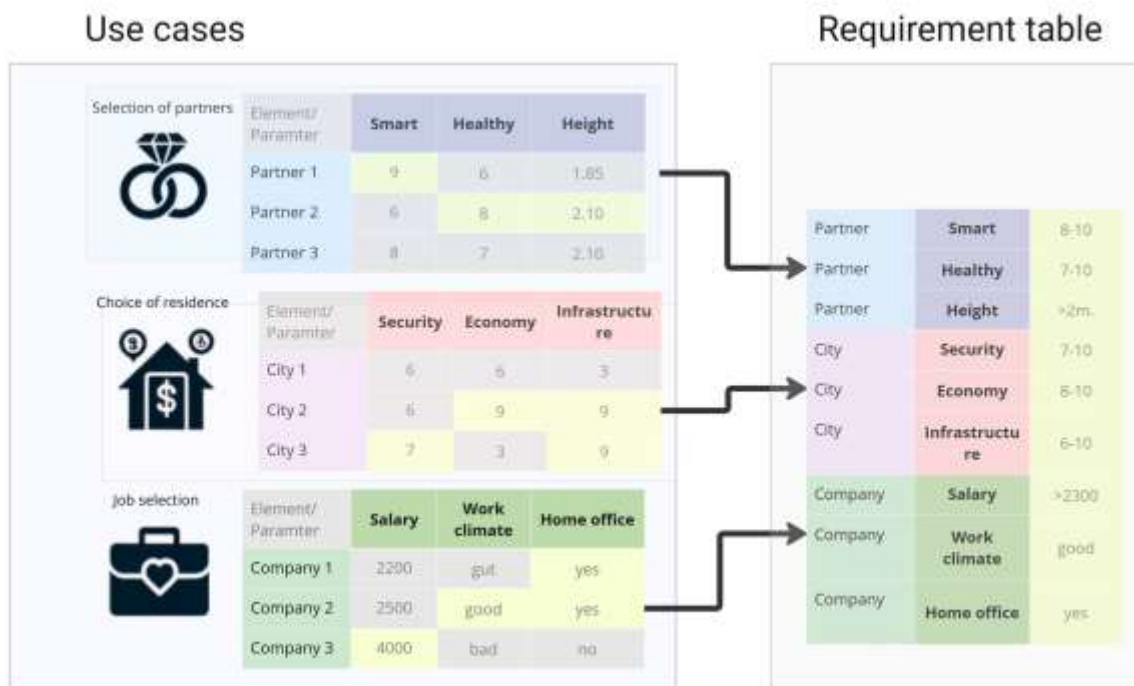 Use cases
Requirement table
Selection of partners
Element/
Paramter
Smart Healthy Height
Partner 1 9 6 1.85
Partner 2 6 8 2.10
Partner 3 8 7 2.10
Choice of residence
Element/
Paramter
Security Economy Infrastructu
re
City 1 6 6 3
City 2 6 9 9
City 3 7 3 9
Job selection
Element/
Paramter
Salary Work
climate Home office
Company 1 2200 gut yes
Company 2 2500 good yes
Company 3 4000 bad no
Partner Smart 8-10
Partner Healthy 7-10
Partner Height >2m.
City Security 7-10
City Economy
City Infrastructu
re 6-10
Company Salary >2300
Company Work
climate good
Company Home office yes
$